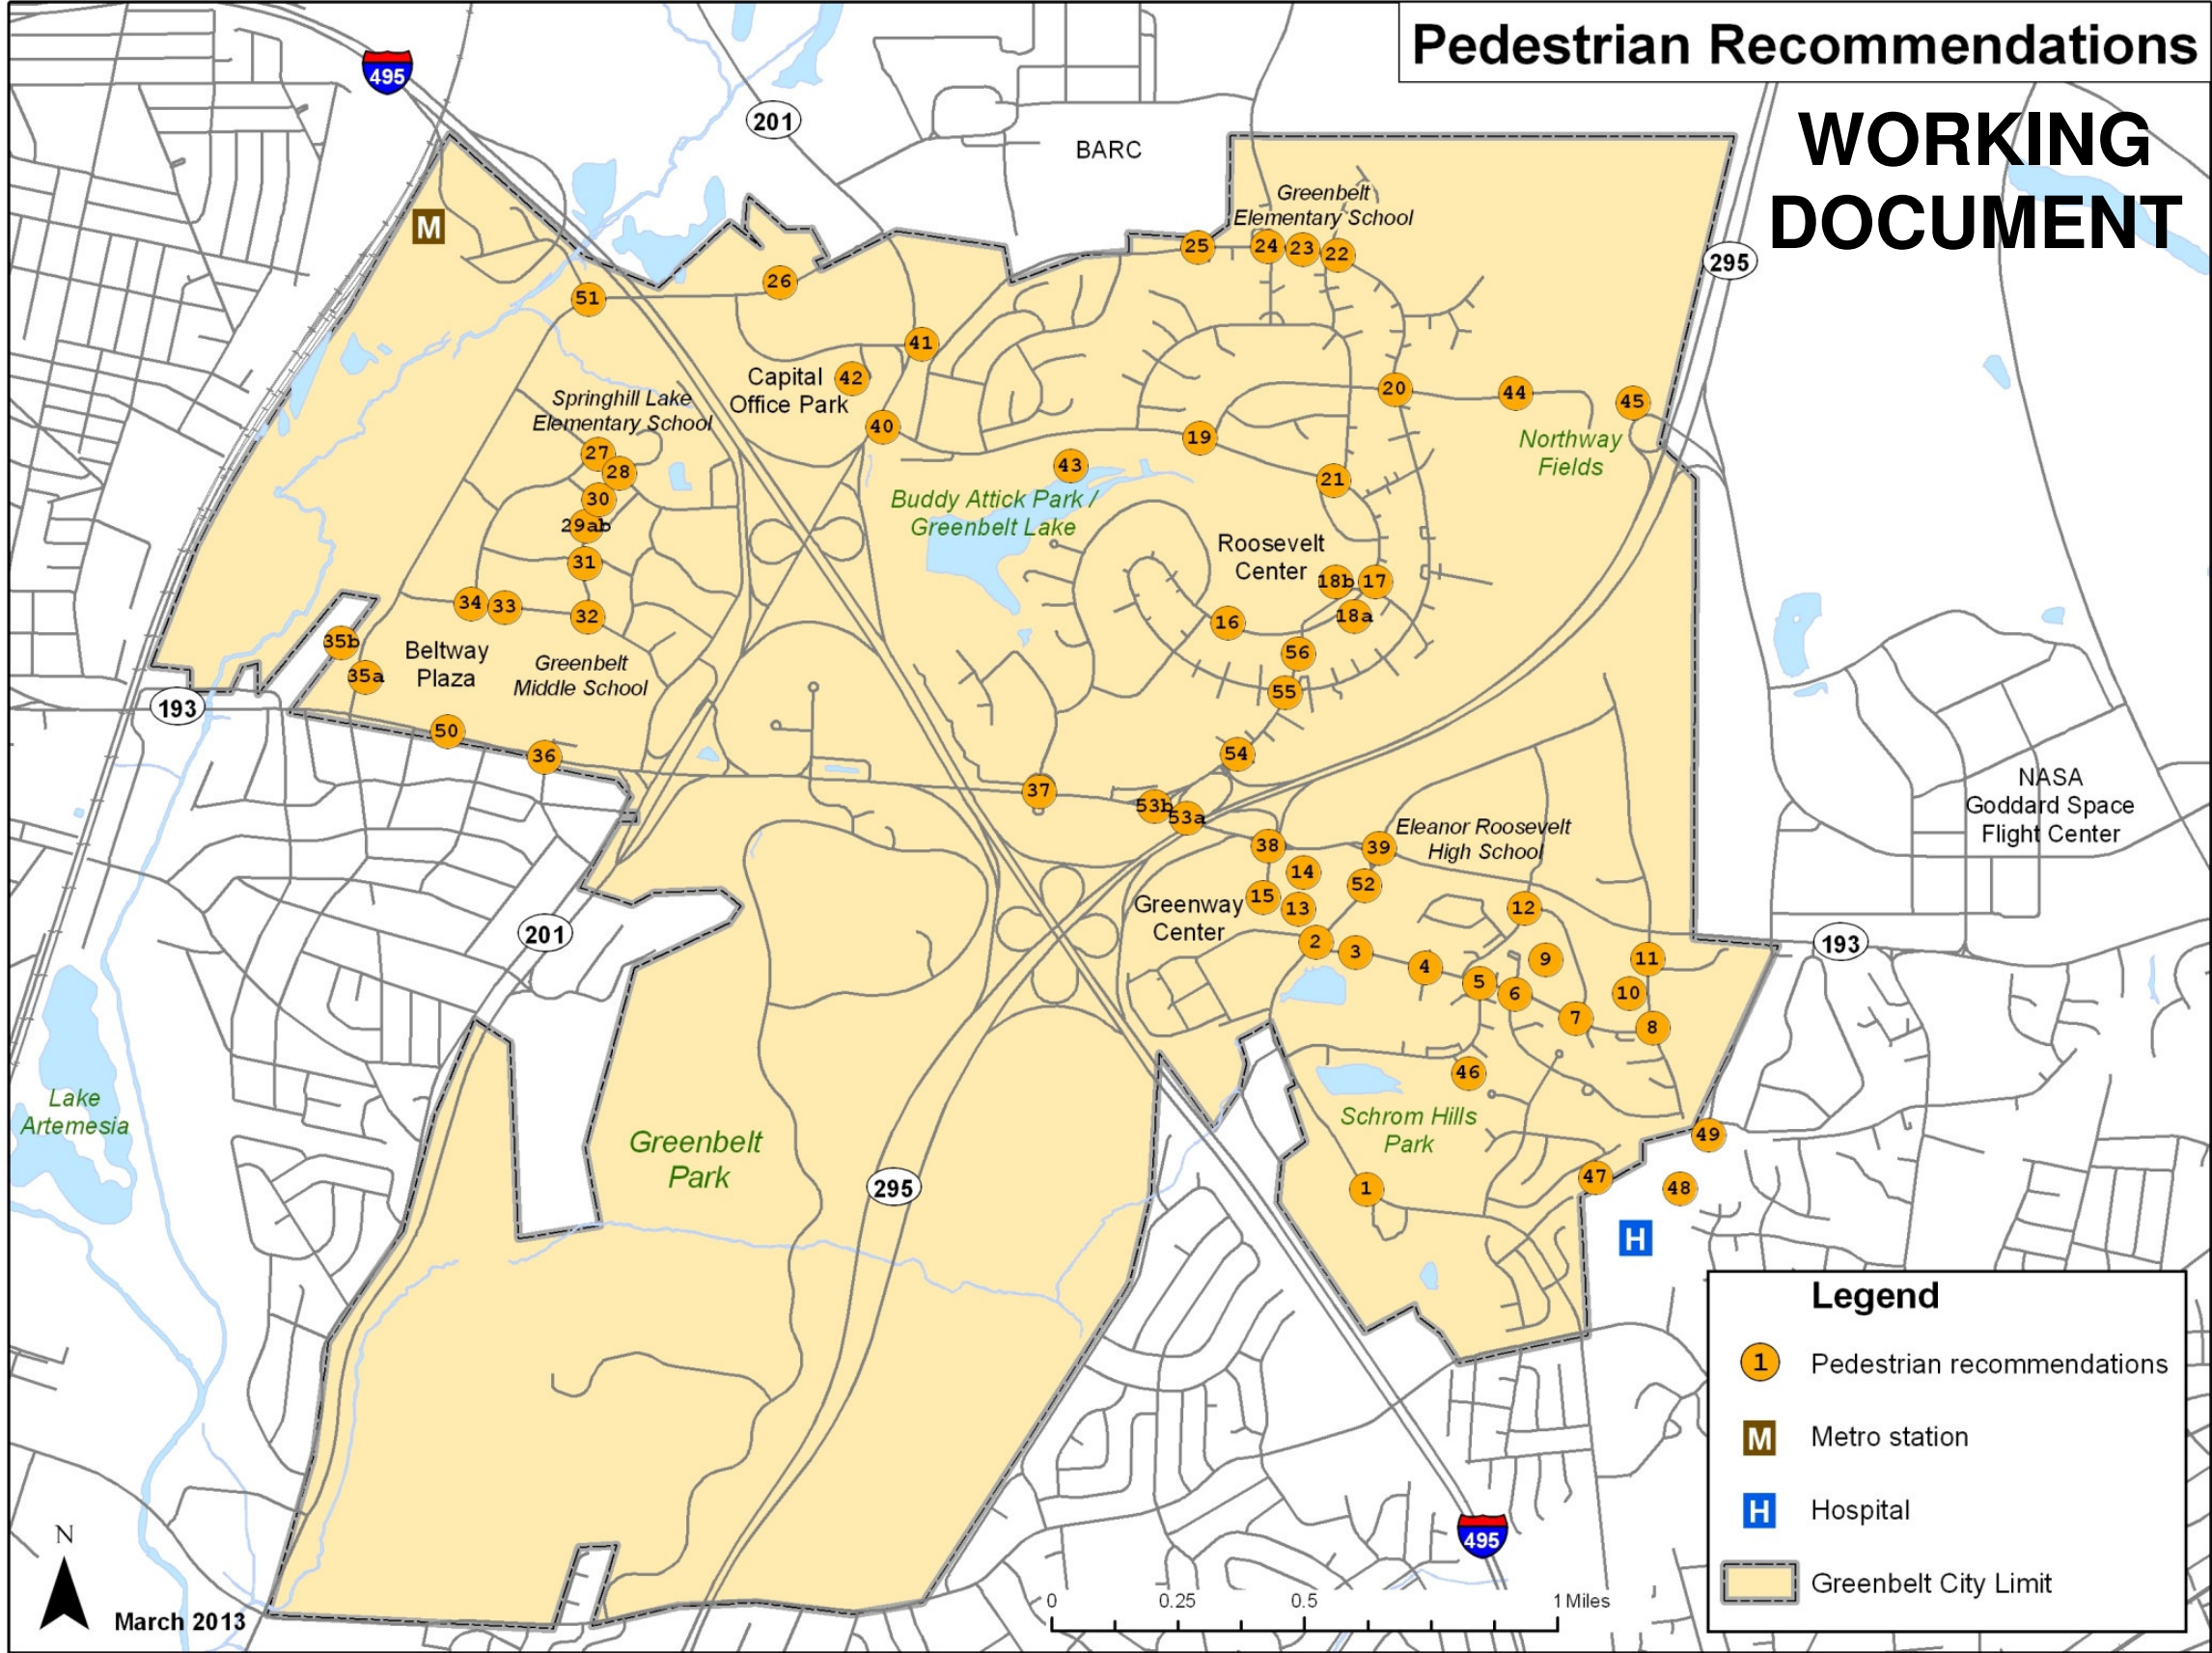 Pedestrian Recommendations
WORKING
DOCUMENT
495
201
BARC
295
Greenbelt
Elementary School
M
25
24
23
22
26
51
41
Capital
Office Park
42
Springhill Lake
Elementary School
40
20
44
45
19
Northway
Fields
27
28
43
21
30
29ab
Buddy Attick Park /
Greenbelt Lake
31
Roosevelt
Center
18b
17
34
33
32
16
18a
35b
35a
Beltway
Plaza
Greenbelt
Middle School
56
55
193
50
36
54
37
53b
53a
NASA
Goddard Space
Flight Center
38
39
Eleanor Roosevelt
High School
14
52
15
13
Greenway
Center
12
201
2
3
4
5
6
9
11
10
193
7
8
46
Lake
Artemesia
Greenbelt
Park
295
Schrom Hills
Park
49
1
47
48
H
Legend
1
Pedestrian recommendations
M
Metro station
H
Hospital
Greenbelt City Limit
495
N
March 2013
0
0.25
0.5
1 Miles